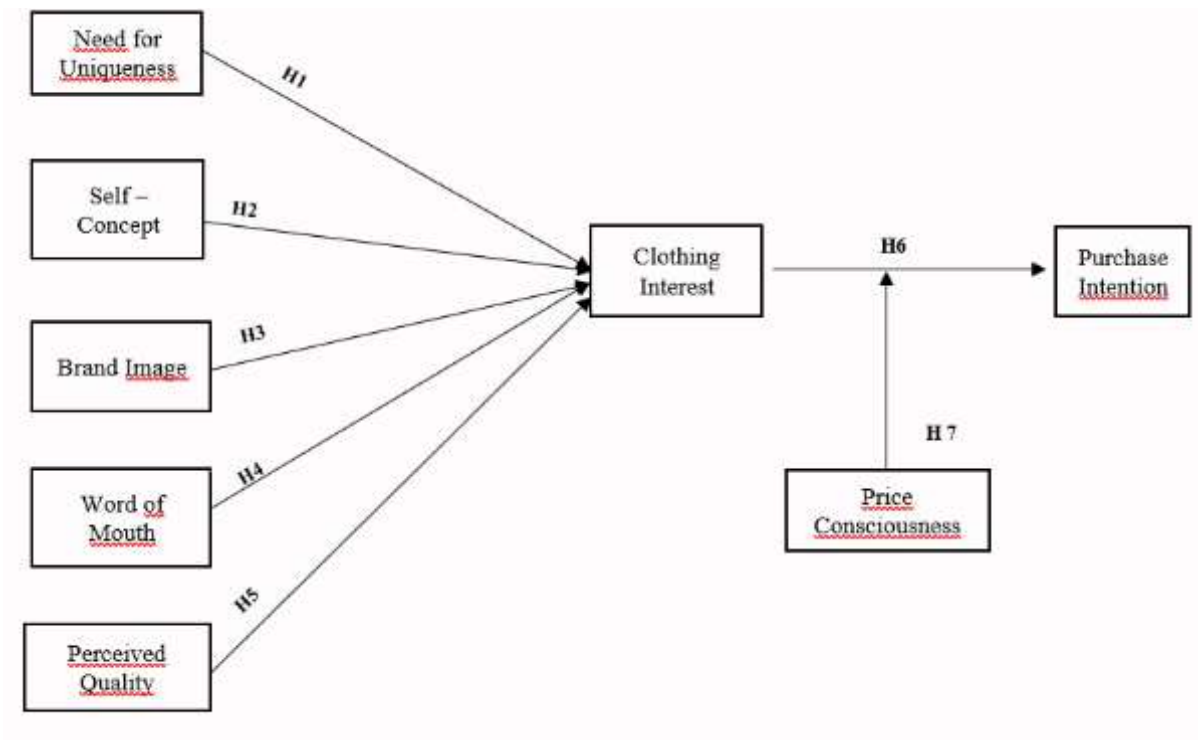 Need for
Uniqueness
H1
Self –
Concept
H2
Brand Image
H3
Word of
Mouth
H4
Perceived
Quality
H5
Clothing
Interest
H6
Purchase
Intention
H 7
Price
Consciousness